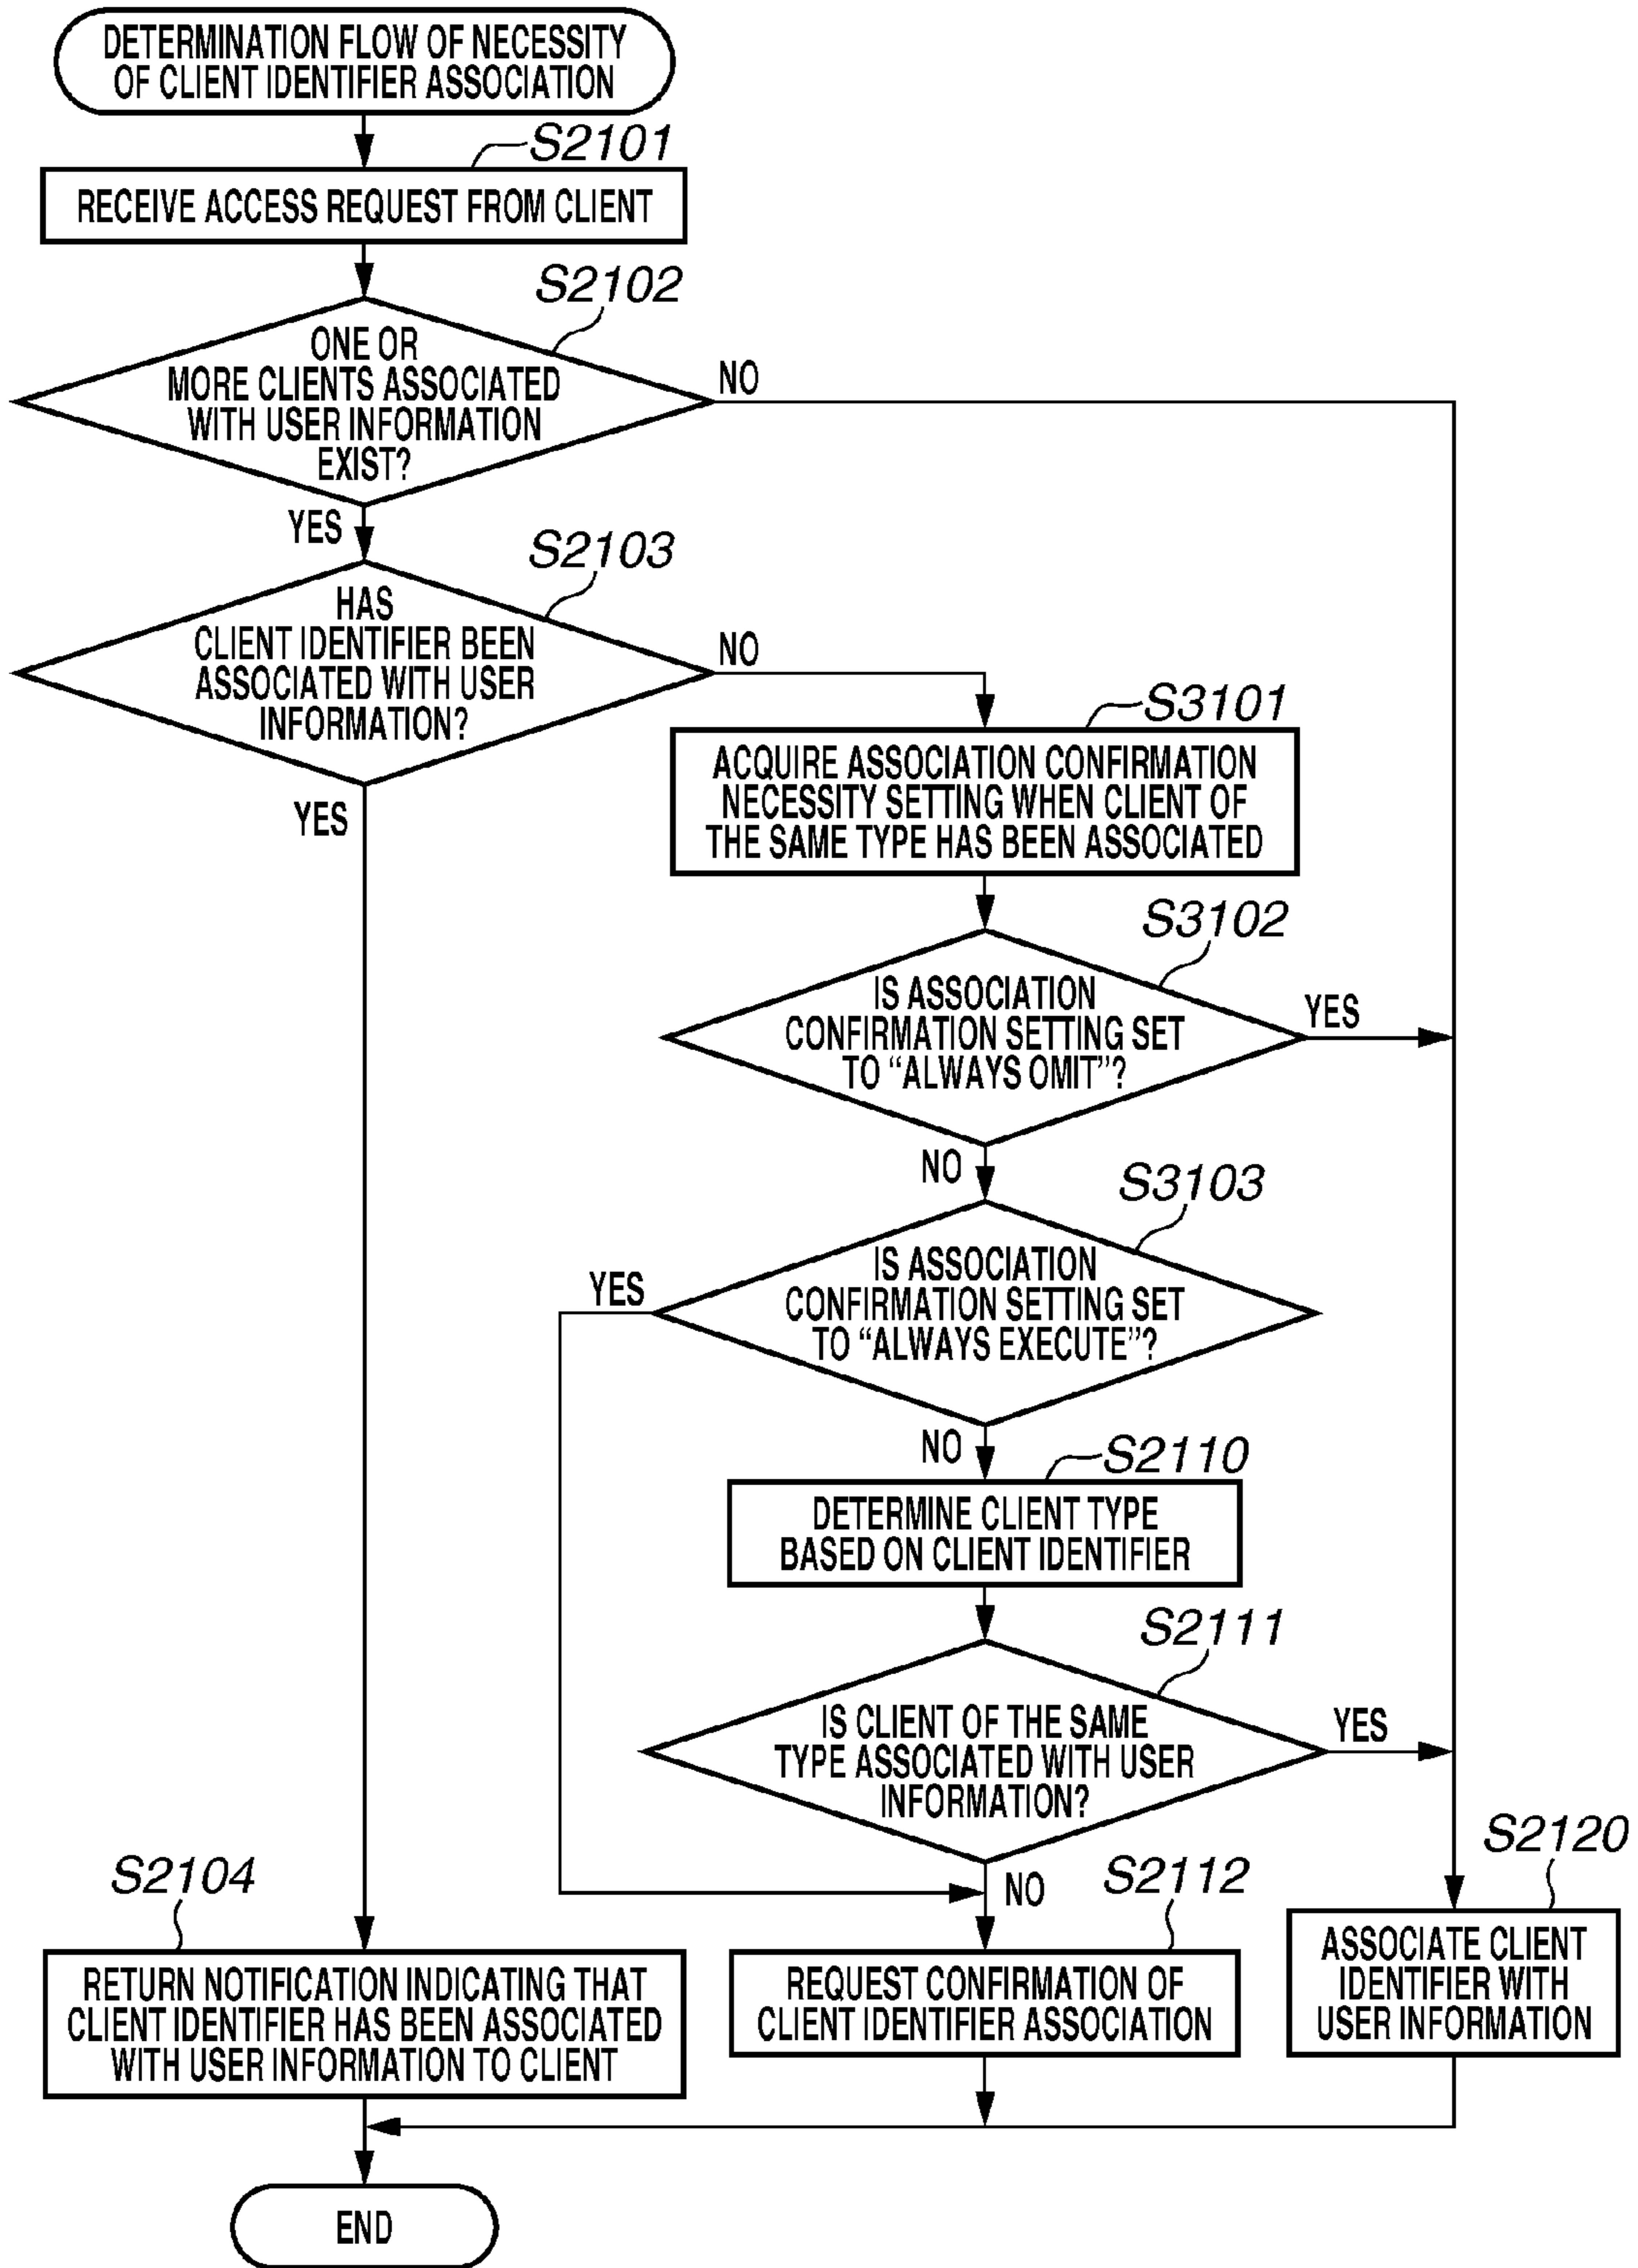 DETERMINATION FLOW OF NECESSITY
OF CLIENT IDENTIFIER ASSOCIATION
S2101
RECEIVE ACCESS REQUEST FROM CLIENT
S2102
ONE OR
MORE CLIENTS ASSOCIATED
WITH USER INFORMATION
EXIST?
NO
YES
S2103
HAS
CLIENT IDENTIFIER BEEN
ASSOCIATED WITH USER
INFORMATION?
NO
YES
S3101
ACQUIRE ASSOCIATION CONFIRMATION
NECESSITY SETTING WHEN CLIENT OF
THE SAME TYPE HAS BEEN ASSOCIATED
S3102
IS ASSOCIATION
CONFIRMATION SETTING SET
TO “ALWAYS OMIT”?
YES
NO
S3103
IS ASSOCIATION
CONFIRMATION SETTING SET
TO “ALWAYS EXECUTE”?
YES
NO
S2110
DETERMINE CLIENT TYPE
BASED ON CLIENT IDENTIFIER
S2111
IS CLIENT OF THE SAME
TYPE ASSOCIATED WITH USER
INFORMATION?
YES
NO
S2104
RETURN NOTIFICATION INDICATING THAT
CLIENT IDENTIFIER HAS BEEN ASSOCIATED
WITH USER INFORMATION TO CLIENT
S2112
REQUEST CONFIRMATION OF
CLIENT IDENTIFIER ASSOCIATION
S2120
ASSOCIATE CLIENT
IDENTIFIER WITH
USER INFORMATION
END